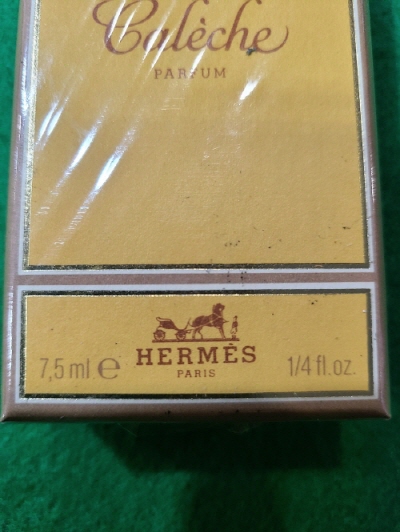 Calèche
PARFUM
HERMÈS
7,5 ml ℮
PARIS
1/4 fl.oz.